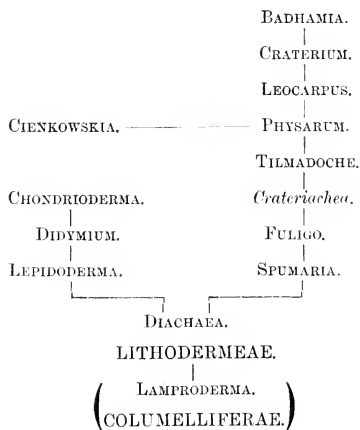 BADHAMIA.
CRATERIUM.
LEOCARPUS.
CIENKOWSKIA. PHYSARUM.
TILMADOCHE.
CHONDRIODERMA. Crateriachea.
DIDYMIUM. FULIGO.
LEPIDODERMA. SPUMARIA.
DIACHAEA.
LITHODERMEAE.
LAMPRODERMA.
(COLUMELLIFERAE.)